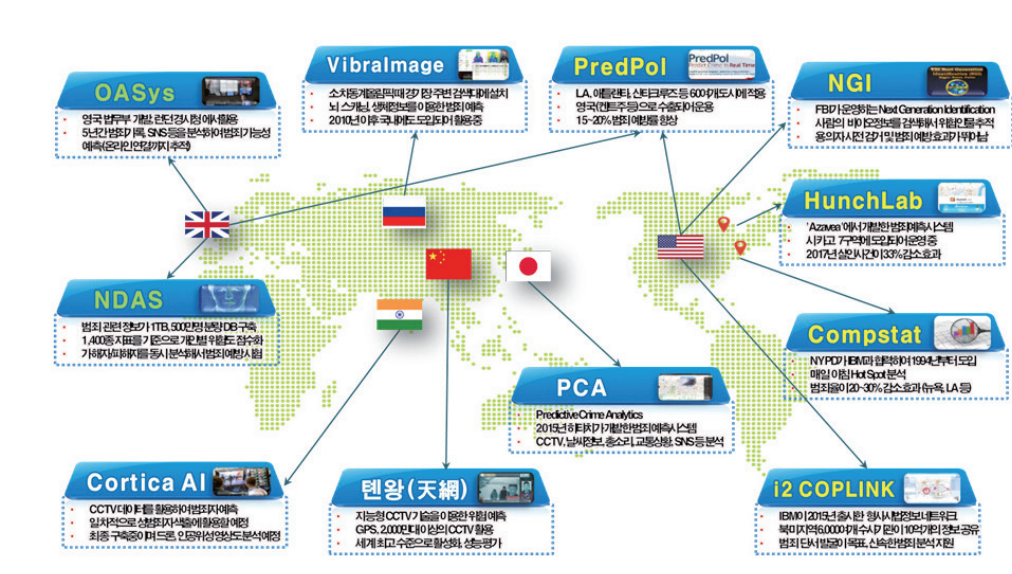 OASys
영국 법무부 개발, 런던 경시청에서 활용
5년간 범죄기록, SNS 등을 분석하여 범죄 가능성
예측(온라인 연결까지 추적)
VibraImage
소치동계올림픽 때 경기장 주변 검색대에 설치
뇌 스캐닝, 생체정보를 이용한 범죄 예측
2010년 이후 국내에도 도입되어 활용 중
PredPol
PredPol
Predict Crime in Real Time
LA, 애틀랜타, 산타크루즈 등 60여개 도시에 적용
영국(켄트주 등)으로 수출되어 운용
15~20% 범죄 예방률 향상
NGI
FBI가 운영하는 Next Generation Identification
사람의 바이오정보를 검색해서 위험인물 추적
용의자 사전 검거 및 범죄 예방 효과가 뛰어남
HunchLab
'Azavea'에서 개발한 범죄예측시스템
시카고 7구역에 도입되어 운영 중
2017년 살인사건이 33% 감소 효과
NDAS
범죄 관련 정보가 1TB, 500만명 분량 DB 구축
1,400종 지표를 기준으로 개인별 위험도 점수화
가해자/피해자를 동시 분석해서 범죄 예방 시험
Compstat
NYPD가 IBM과 협력하여 1994년부터 도입
매일 아침 Hot Spot 분석
범죄율이 20~30% 감소 효과 (뉴욕, LA 등)
PCA
Predictive Crime Analytics
2015년 히타치가 개발한 범죄 예측시스템
CCTV, 날씨정보, 총소리, 교통상황, SNS 등 분석
Cortica AI
CCTV 데이터를 활용하여 범죄자 예측
일차적으로 성범죄자 색출에 활용할 예정
최종 구축중이며 드론, 인공위성 영상도 분석 예정
톈왕(天網)
지능형 CCTV 기술을 이용한 위험 예측
GPS, 2,000만대 이상의 CCTV 활용
세계 최고 수준으로 활성화, 성능 평가
i2 COPLINK
IBM이 2015년 출시한 형사사법정보 네트워크
북미지역 6,000여개 수사기관이 10억개의 정보 공유
범죄 단서 발굴이 목표, 신속한 범죄 분석 지원